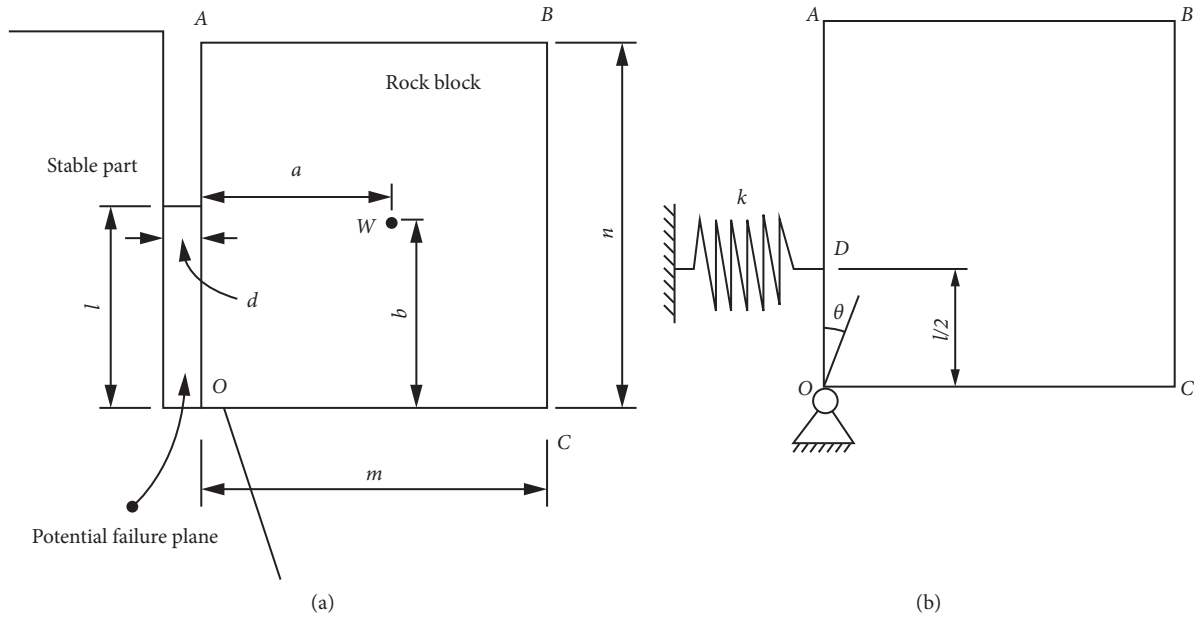 A
B
Rock block
Stable part
a
W
n
l
d
b
O
C
m
Potential failure plane
(a)
A
B
k
D
θ
l/2
O
C
(b)